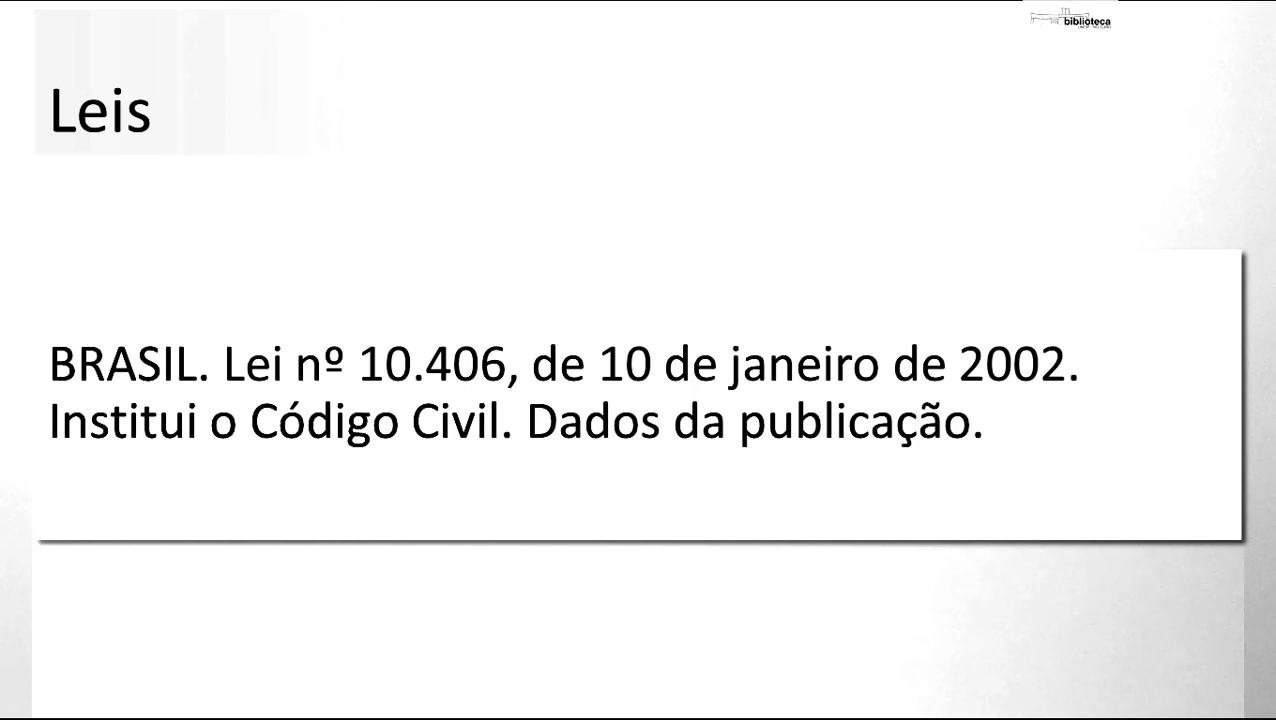 biblioteca
Leis
BRASIL. Lei nº 10.406, de 10 de janeiro de 2002.
Institui o Código Civil. Dados da publicação.